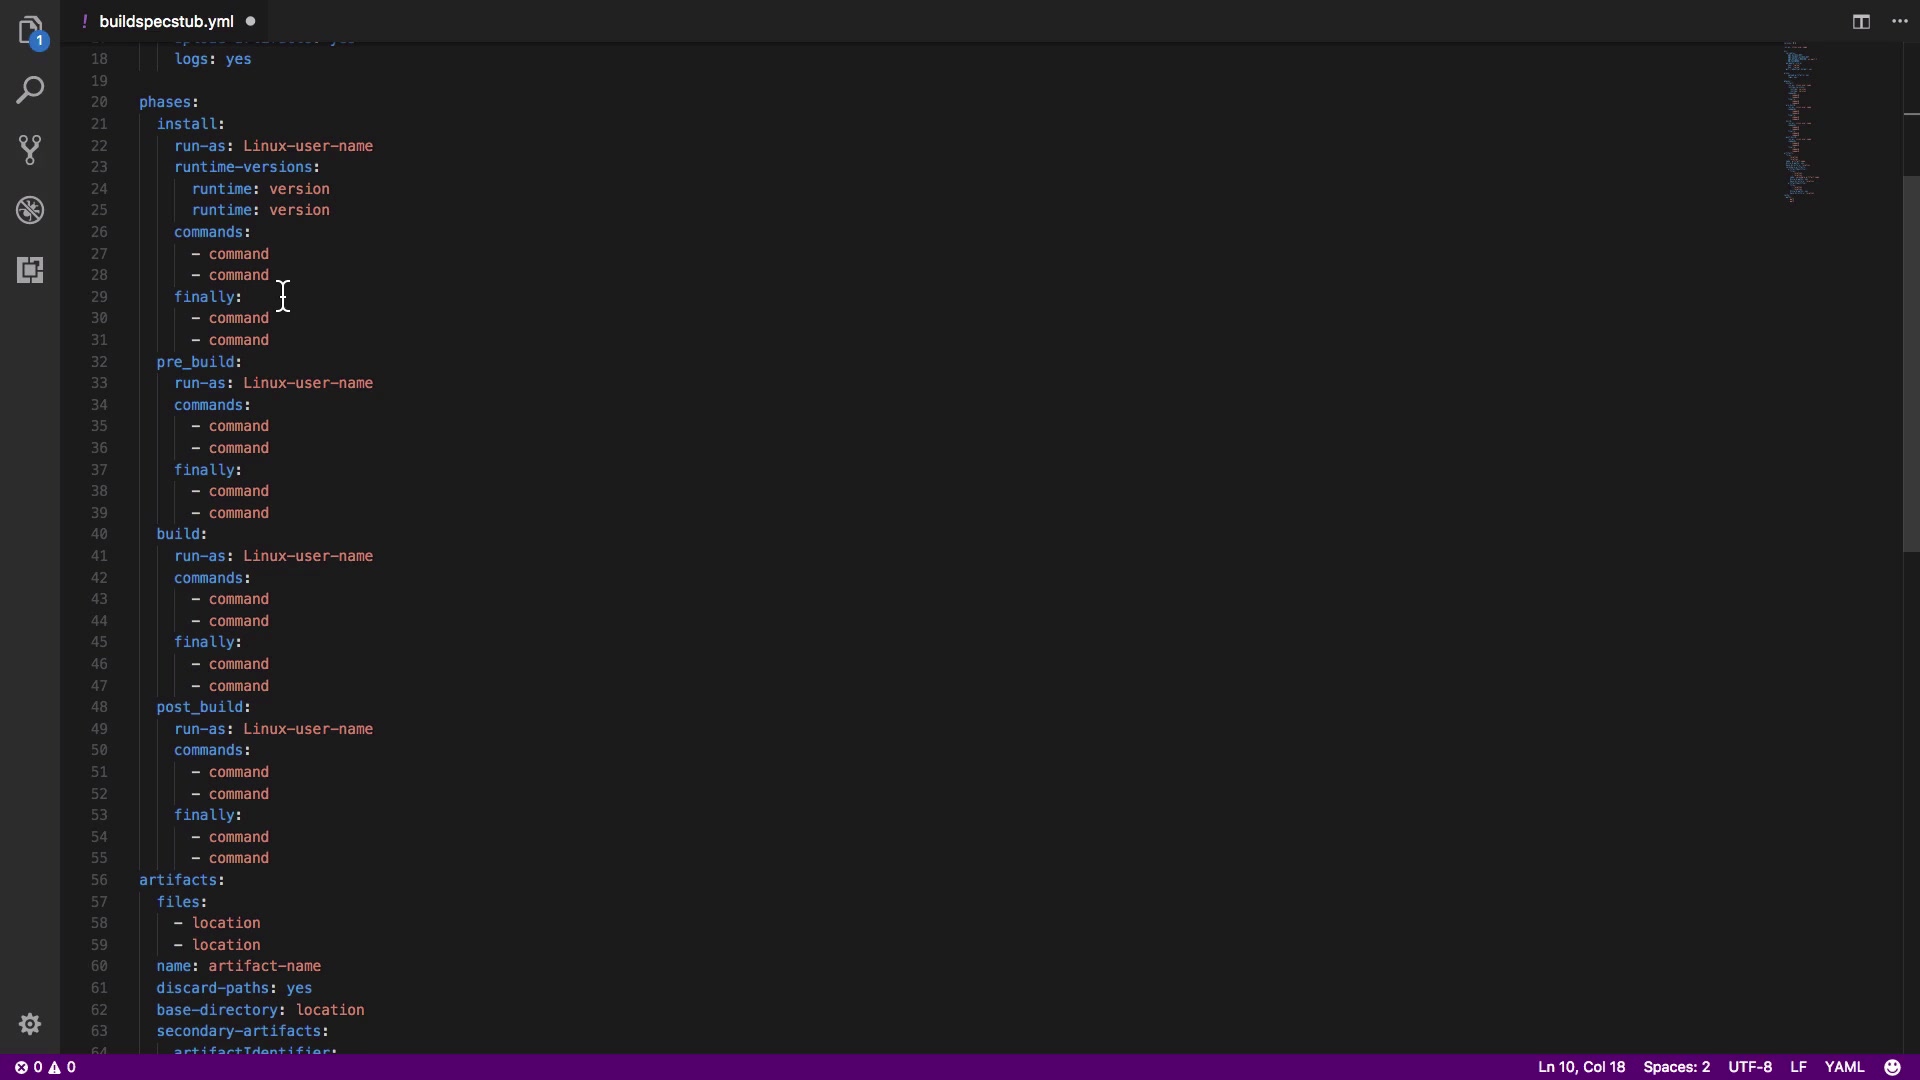 1
! buildspecstub.yml
18 logs: yes
19
20 phases:
21 install:
22 run-as: Linux-user-name
23 runtime-versions:
24 runtime: version
25 runtime: version
26 commands:
27 - command
28 - command
29 finally:
30 - command
31 - command
32 pre_build:
33 run-as: Linux-user-name
34 commands:
35 - command
36 - command
37 finally:
38 - command
39 - command
40 build:
41 run-as: Linux-user-name
42 commands:
43 - command
44 - command
45 finally:
46 - command
47 - command
48 post_build:
49 run-as: Linux-user-name
50 commands:
51 - command
52 - command
53 finally:
54 - command
55 - command
56 artifacts:
57 files:
58 - location
59 - location
60 name: artifact-name
61 discard-paths: yes
62 base-directory: location
63 secondary-artifacts:
64 artifactIdentifier:
0 0 Ln 10, Col 18 Spaces: 2 UTF-8 LF YAML